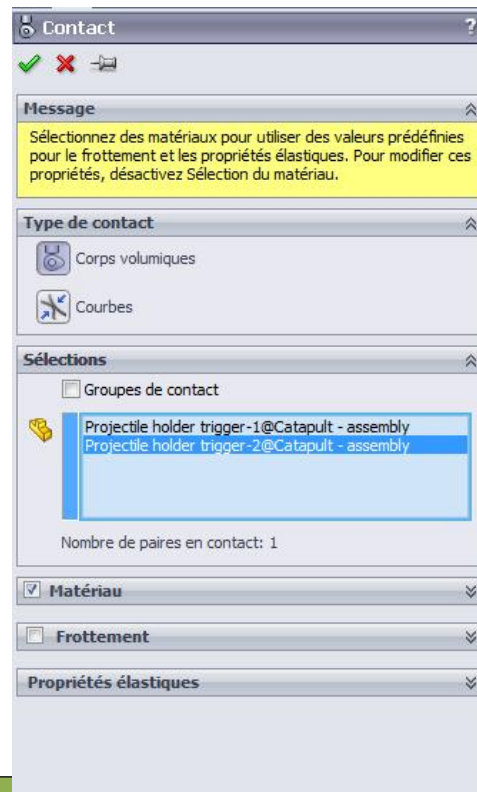 Contact ?
Message
Sélectionnez des matériaux pour utiliser des valeurs prédéfinies
pour le frottement et les propriétés élastiques. Pour modifier ces
propriétés, désactivez Sélection du matériau.
Type de contact
Corps volumiques
Courbes
Sélections
Groupes de contact
Projectile holder trigger-1@Catapult - assembly
Projectile holder trigger-2@Catapult - assembly
Nombre de paires en contact: 1
Matériau
Frottement
Propriétés élastiques